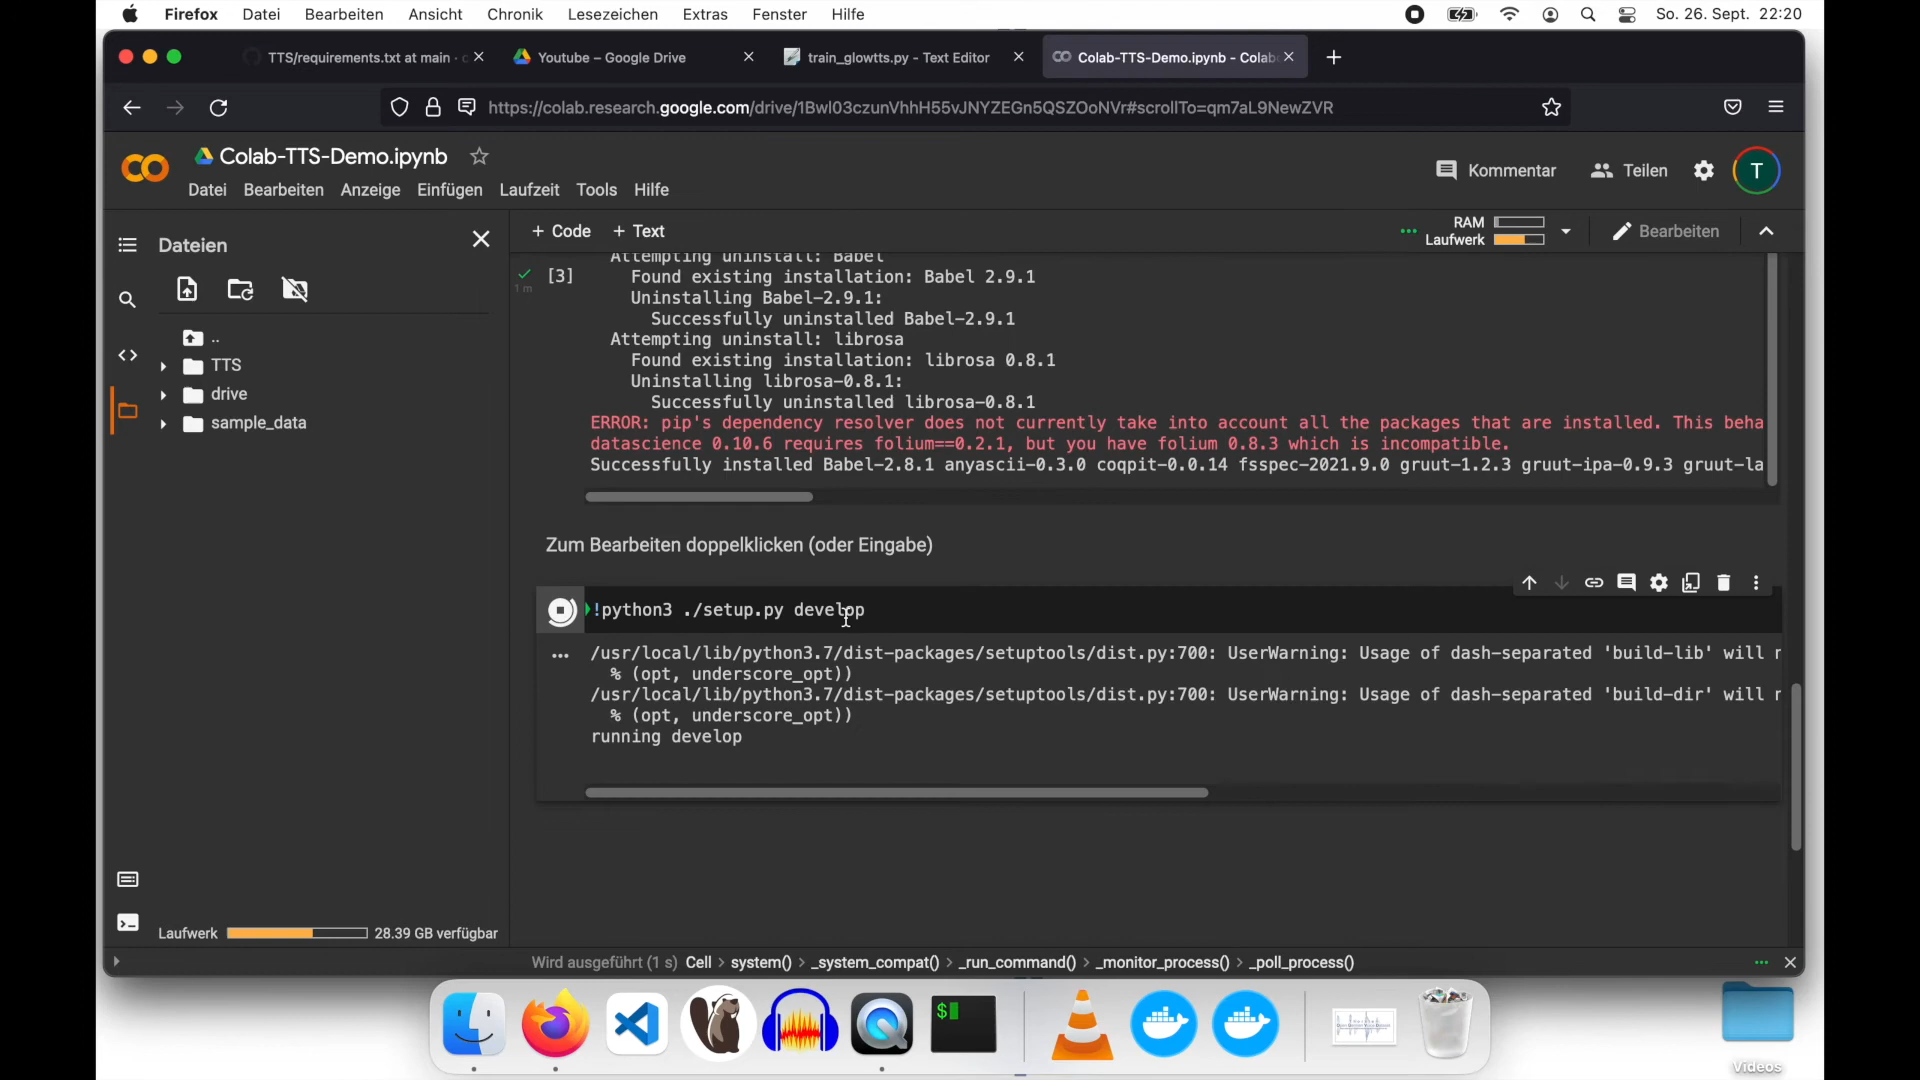 Firefox Datei Bearbeiten Ansicht Chronik Lesezeichen Extras Fenster Hilfe So. 26. Sept. 22:20
TTS/requirements.txt at main · Youtube – Google Drive train_glowtts.py - Text Editor Colab-TTS-Demo.ipynb - Colab
https://colab.research.google.com/drive/1Bwl03czunVhhH55vJNYZEGn5QSZOoNVr#scrollTo=qm7aL9NewZVR
Colab-TTS-Demo.ipynb
Datei Bearbeiten Anzeige Einfügen Laufzeit Tools Hilfe
Kommentar Teilen T
Dateien
..
TTS
drive
sample_data
Laufwerk 28.39 GB verfügbar
+ Code + Text
RAM
Laufwerk
Bearbeiten
[3]
1 m
Attempting uninstall: Babel
Found existing installation: Babel 2.9.1
Uninstalling Babel-2.9.1:
Successfully uninstalled Babel-2.9.1
Attempting uninstall: librosa
Found existing installation: librosa 0.8.1
Uninstalling librosa-0.8.1:
Successfully uninstalled librosa-0.8.1
ERROR: pip's dependency resolver does not currently take into account all the packages that are installed. This beha
datascience 0.10.6 requires folium==0.2.1, but you have folium 0.8.3 which is incompatible.
Successfully installed Babel-2.8.1 anyascii-0.3.0 coqpit-0.0.14 fsspec-2021.9.0 gruut-1.2.3 gruut-ipa-0.9.3 gruut-la
Zum Bearbeiten doppelklicken (oder Eingabe)
!python3 ./setup.py develop
/usr/local/lib/python3.7/dist-packages/setuptools/dist.py:700: UserWarning: Usage of dash-separated 'build-lib' will
% (opt, underscore_opt))
/usr/local/lib/python3.7/dist-packages/setuptools/dist.py:700: UserWarning: Usage of dash-separated 'build-dir' will
% (opt, underscore_opt))
running develop
Wird ausgeführt (1 s) Cell > system() > _system_compat() > _run_command() > _monitor_process() > _poll_process()
$
Videos